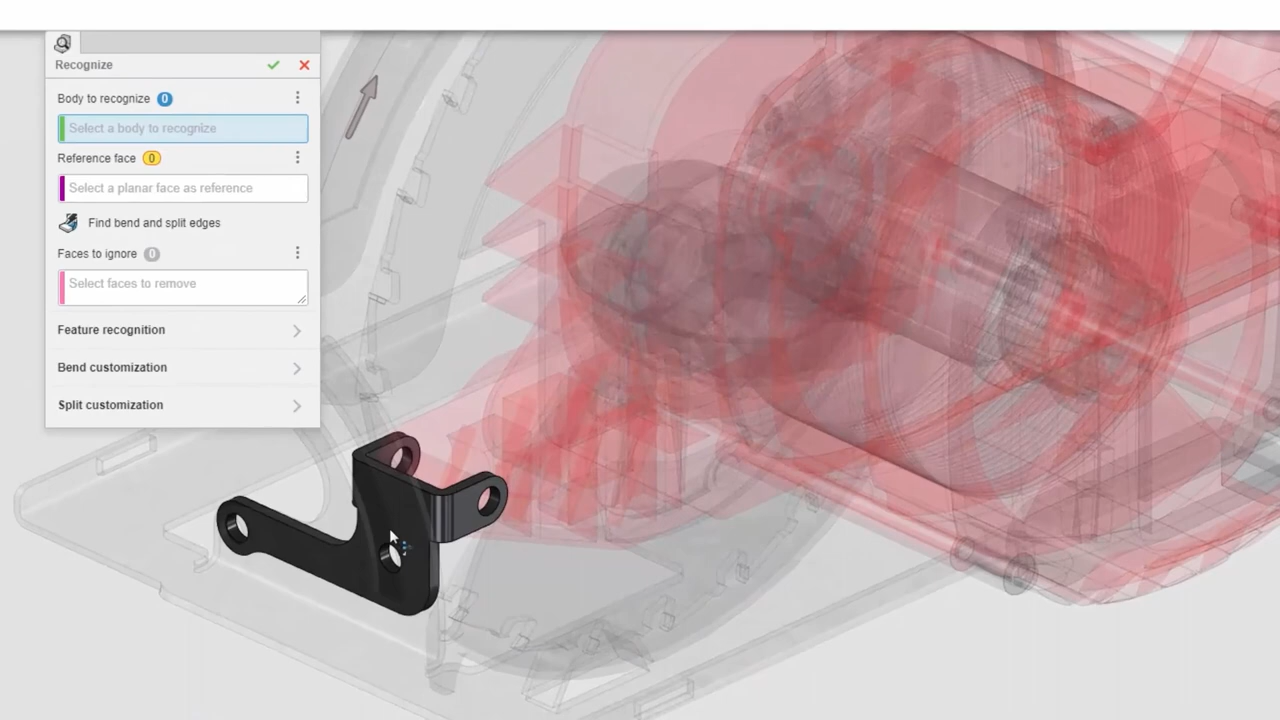 Recognize
Body to recognize 0
Select a body to recognize
Reference face 0
Select a planar face as reference
Find bend and split edges
Faces to ignore 0
Select faces to remove
Feature recognition
Bend customization
Split customization